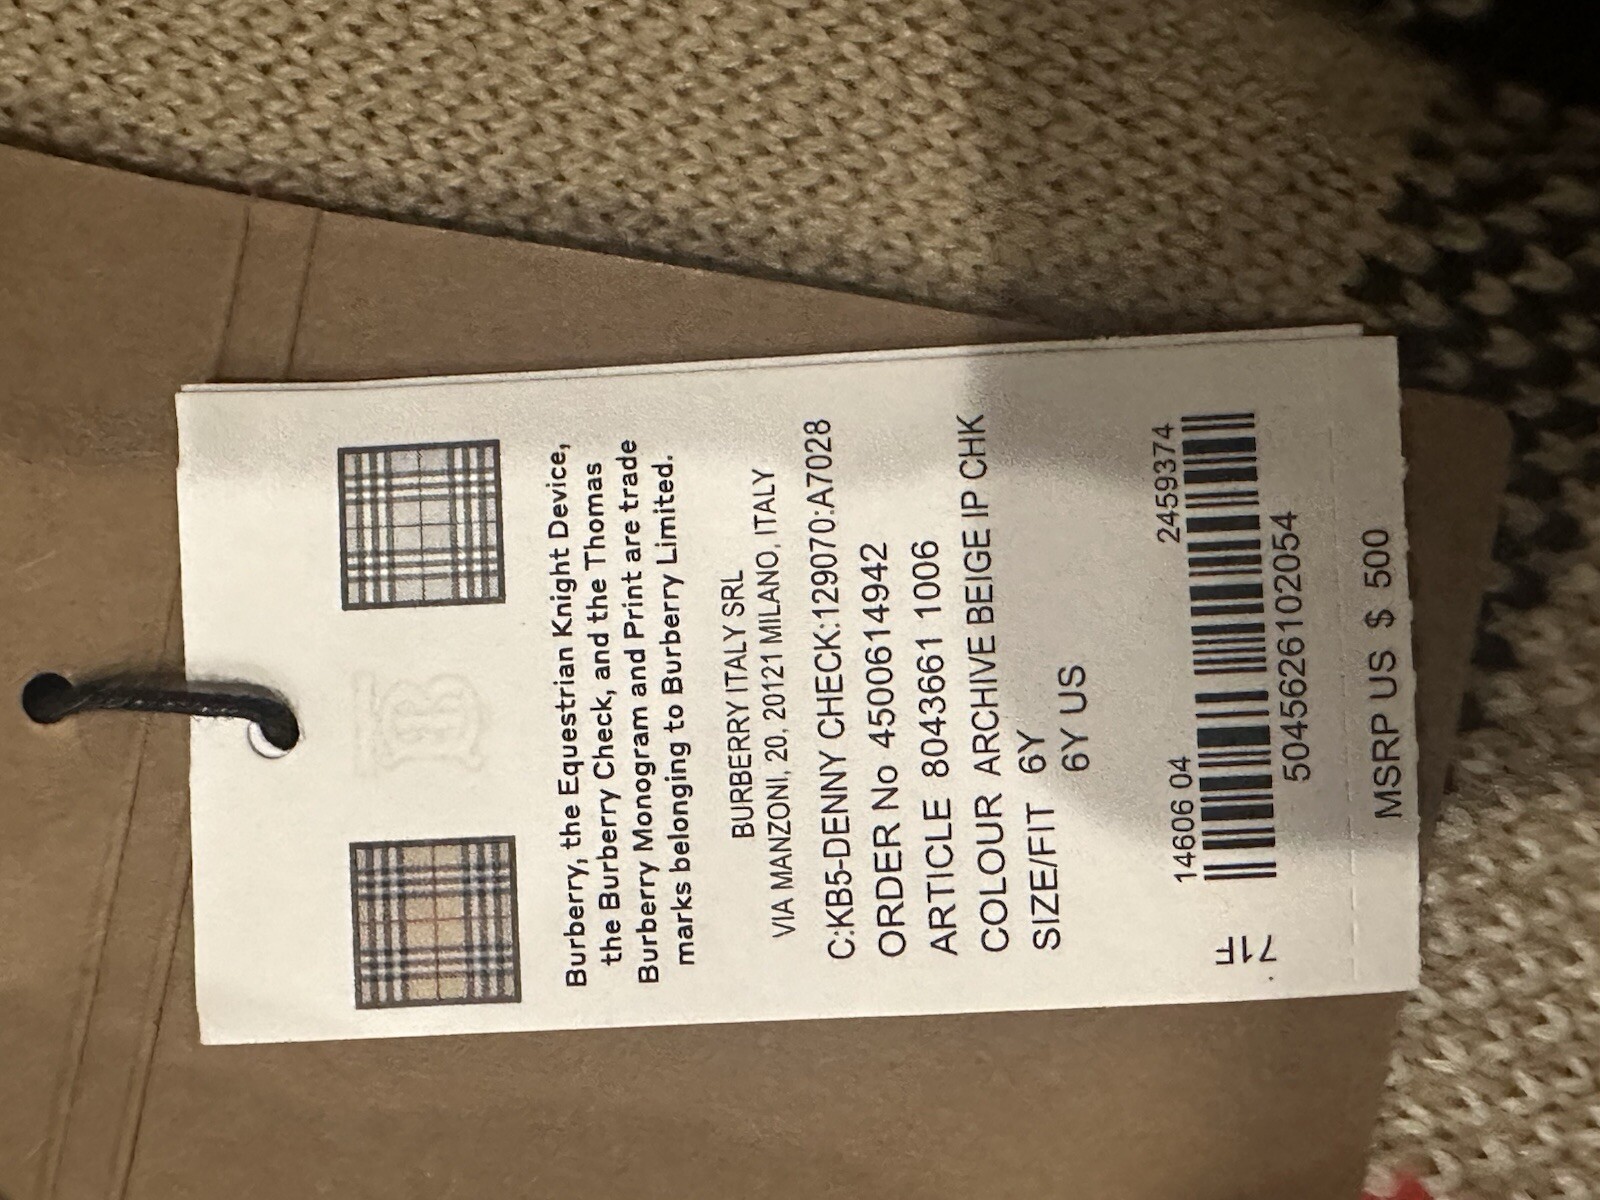 Burberry, the Equestrian Knight Device,
the Burberry Check, and the Thomas
Burberry Monogram and Print are trade
marks belonging to Burberry Limited.
BURBERRY ITALY SRL
VIA MANZONI, 20, 20121 MILANO, ITALY
C:KB5-DENNY CHECK:129070:A7028
ORDER No 4500614942
ARTICLE 8043661 1006
COLOUR ARCHIVE BEIGE IP CHK
SIZE/FIT 6Y
6Y US
14606 04 2459374
5045626102054
MSRP US $ 500